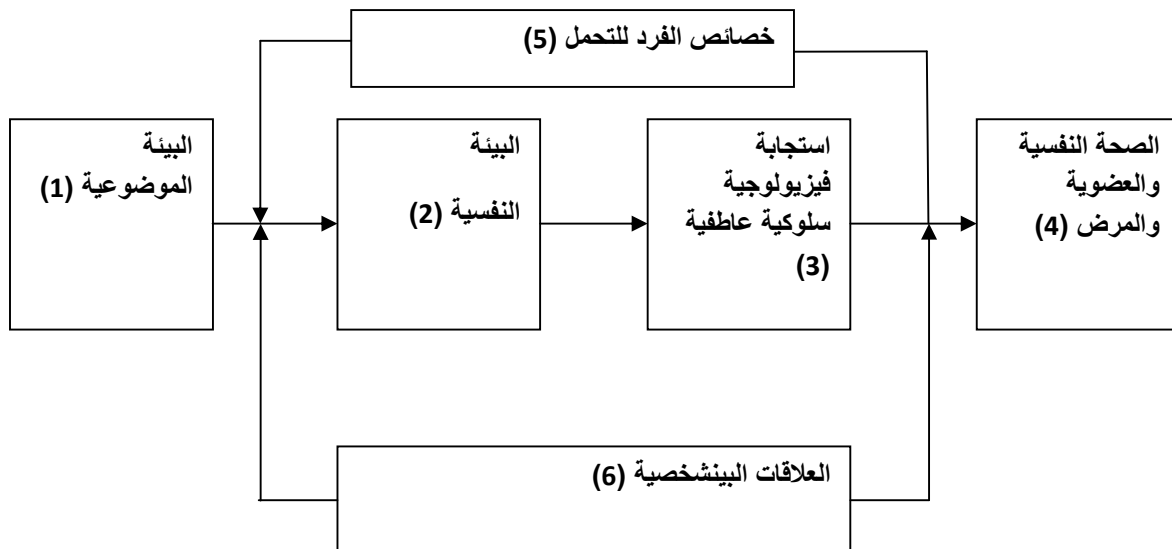 خصائص الفرد للتحمل (5)
البيئة
الموضوعية (1)
البيئة
النفسية (2)
استجابة
فيزيولوجية
سلوكية عاطفية
(3)
الصحة النفسية
والعضوية
والمرض (4)
العلاقات البينشخصية (6)